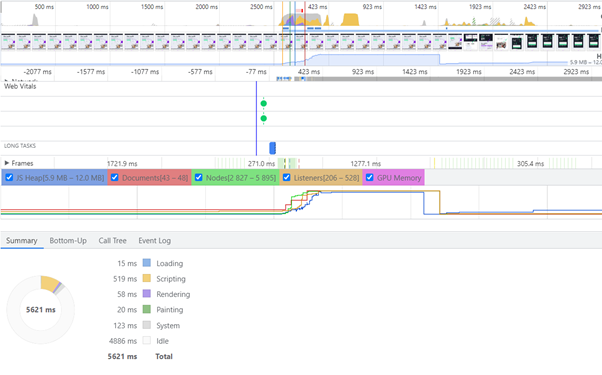 500 ms 1000 ms 1500 ms 2000 ms 2500 ms 423 ms 923 ms 1423 ms 1923 ms 2423 ms 2923 ms
H
5.9 MB – 12.0
-2077 ms -1577 ms -1077 ms -577 ms -77 ms 423 ms 923 ms 1423 ms 1923 ms 2423 ms 2923 ms
Network
Web Vitals
LONG TASKS
Frames 1721.9 ms 271.0 ms 1277.1 ms 305.4 ms
JS Heap[5.9 MB – 12.0 MB] Documents[43 – 48] Nodes[2 827 – 5 895] Listeners[206 – 528] GPU Memory
Summary Bottom-Up Call Tree Event Log
15 ms Loading
519 ms Scripting
58 ms Rendering
5621 ms 20 ms Painting
123 ms System
4886 ms Idle
5621 ms Total